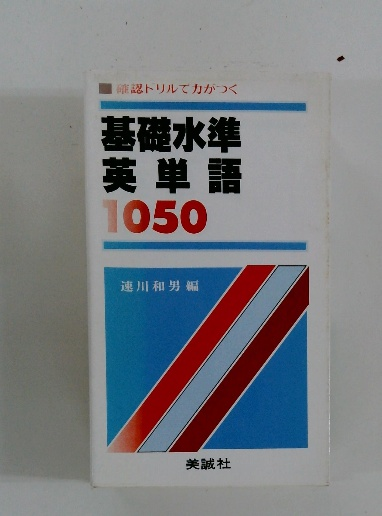 確認ドリルで力がつく
基礎水準
英単語
1050
速川和男編
美誠社